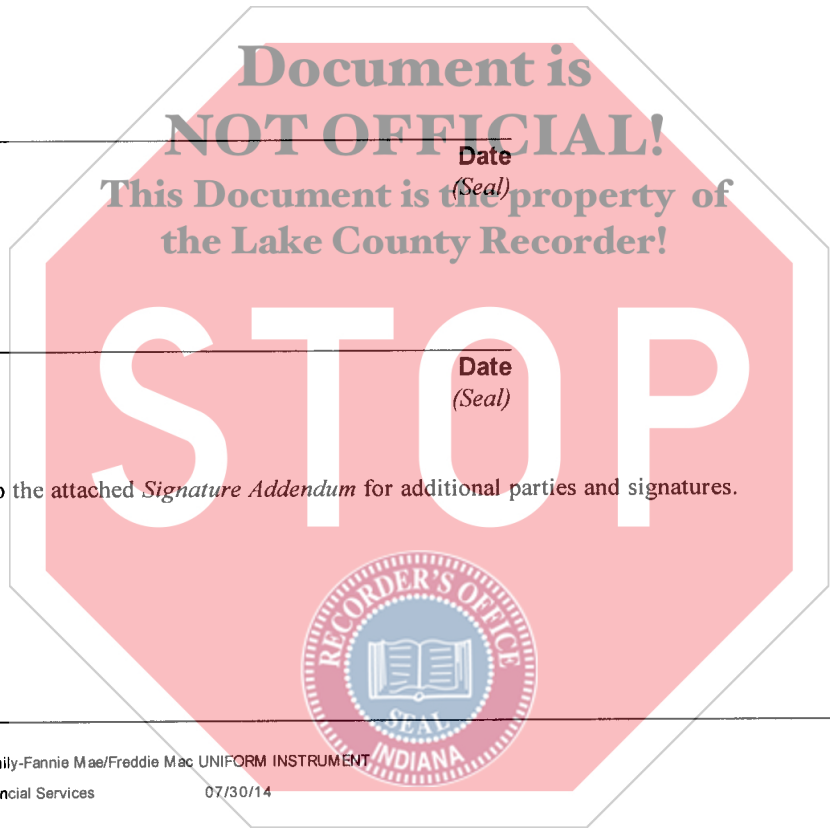 Document is
NOT OFFICIAL!
Date
This Document is the property of
(Seal)
the Lake County Recorder!
STOP
Date
(Seal)
the attached Signature Addendum for additional parties and signatures.
RECORDER'S OFFICE
SEAL
INDIANA
Fannie Mae/Freddie Mac UNIFORM INSTRUMENT
Services 07/30/14